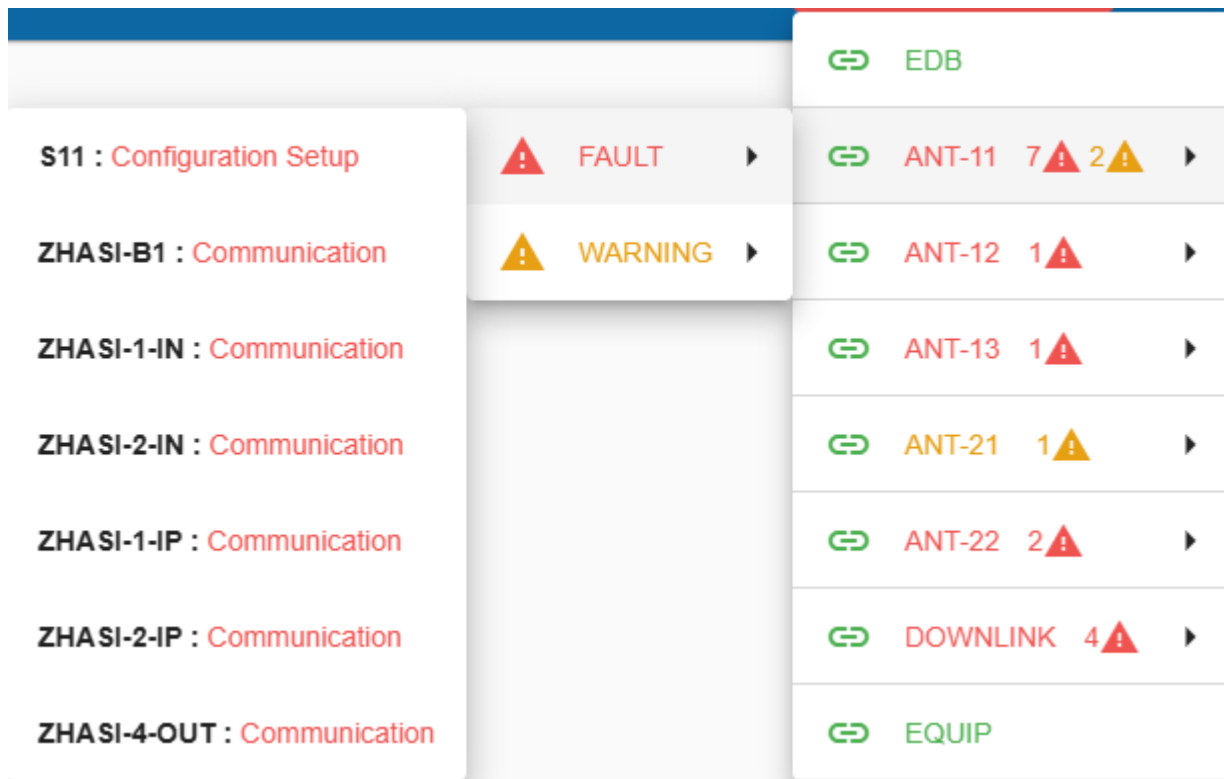 EDB
S11 : Configuration Setup
FAULT
ANT-11 7 2
ZHASI-B1 : Communication
WARNING
ANT-12 1
ZHASI-1-IN : Communication
ANT-13 1
ZHASI-2-IN : Communication
ANT-21 1
ZHASI-1-IP : Communication
ANT-22 2
ZHASI-2-IP : Communication
DOWNLINK 4
ZHASI-4-OUT : Communication
EQUIP